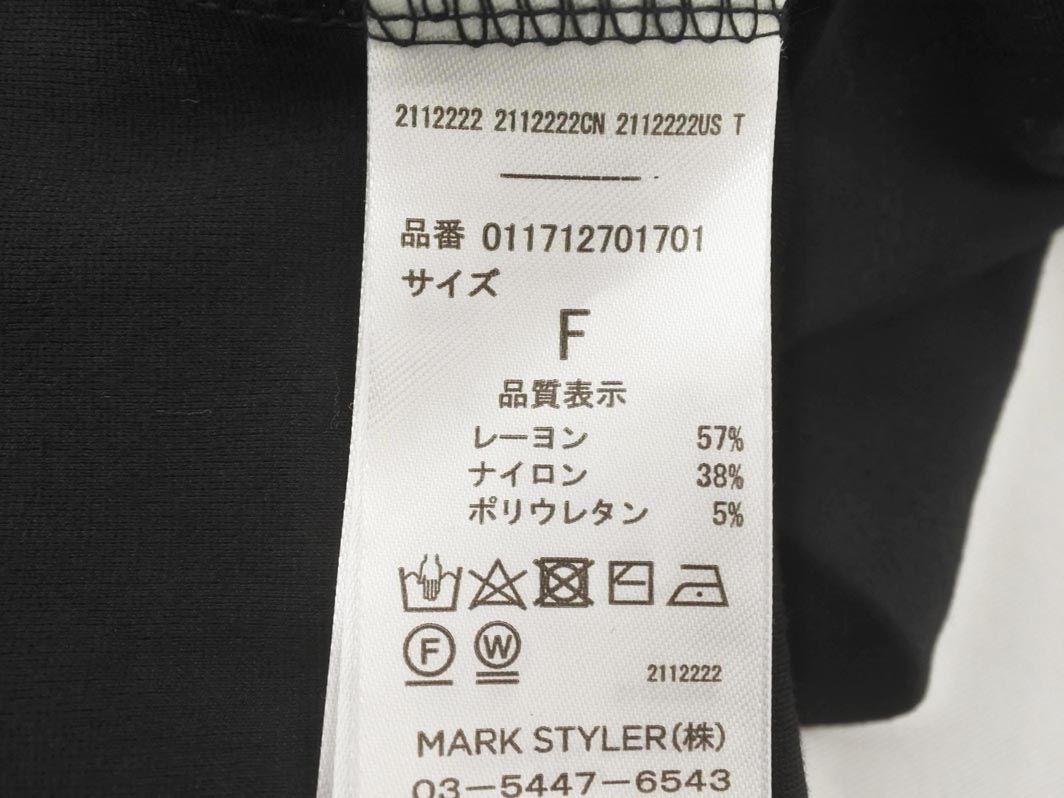 2112222 2112222CN 2112222US T
品番 011712701701
サイズ
F
品質表示
レーヨン 57%
ナイロン 38%
ポリウレタン 5%
F W
2112222
MARK STYLER(株)
03-5447-6543